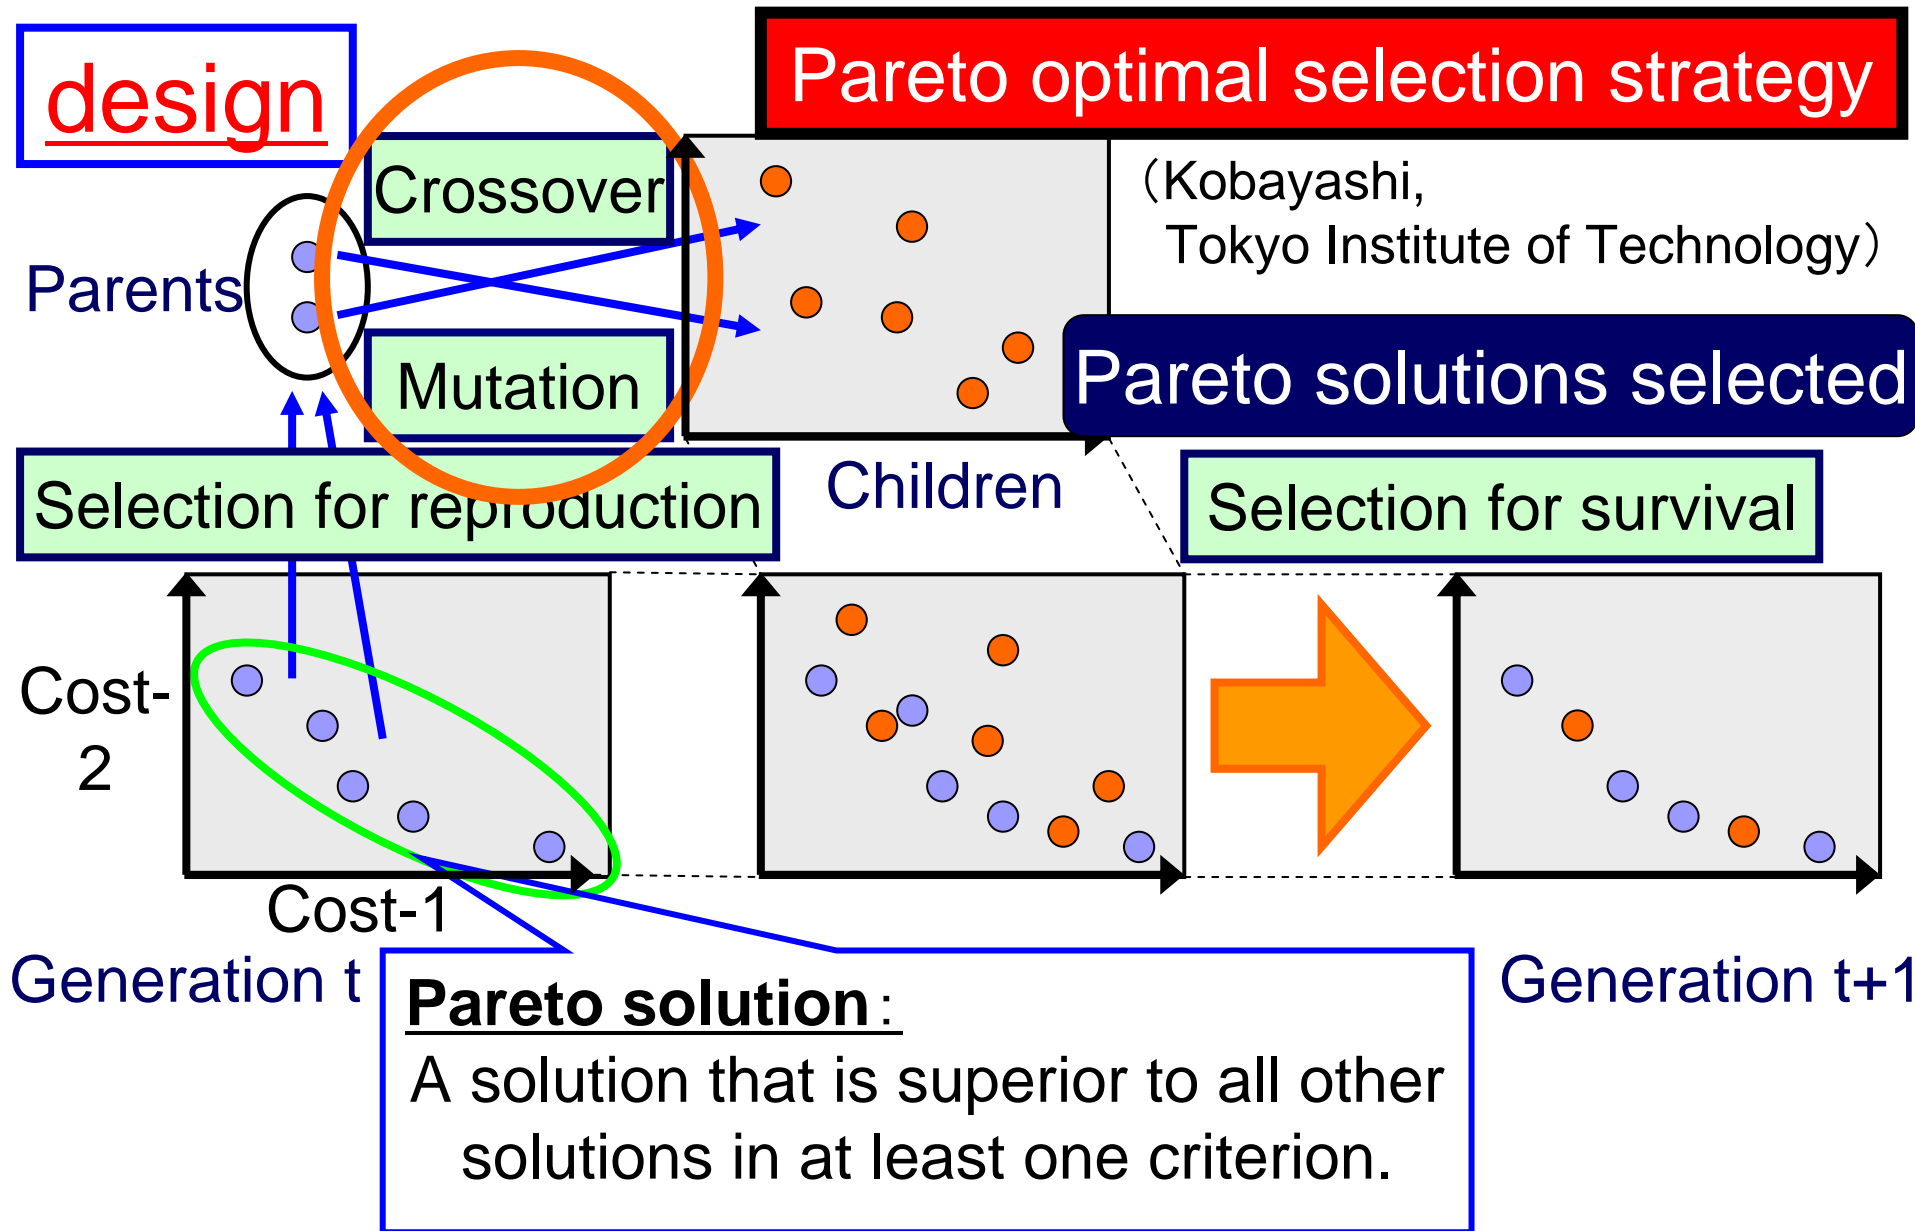 design
Pareto optimal selection strategy
Crossover
（Kobayashi,
Tokyo Institute of Technology）
Parents
Mutation
Pareto solutions selected
Children
Selection for reproduction
Selection for survival
Cost-
2
Cost-1
Generation t
Generation t+1
Pareto solution：
A solution that is superior to all other
solutions in at least one criterion.